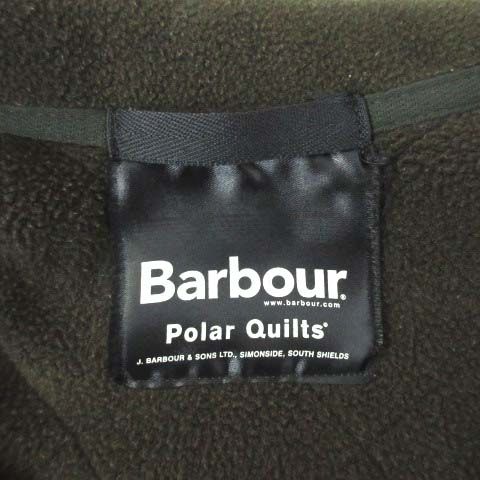 Barbour®
www.barbour.com
Polar Quilts®
J. BARBOUR & SONS LTD., SIMONSIDE, SOUTH SHIELDS